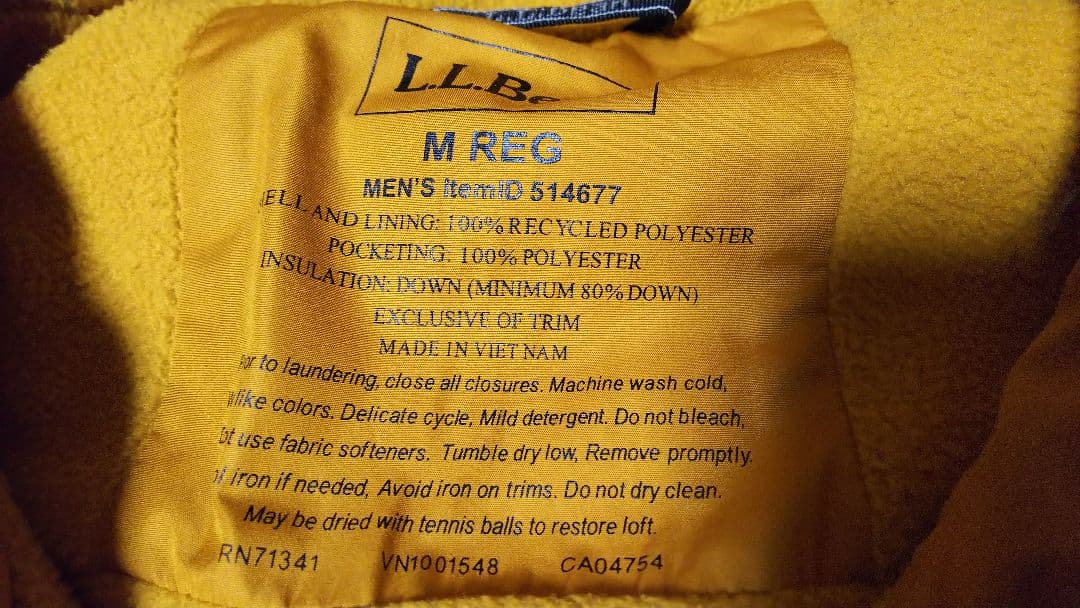 L.L.Be
M REG
MEN'S ItemID 514677
ELL AND LINING: 100% RECYCLED POLYESTER
POCKETING: 100% POLYESTER
INSULATION: DOWN (MINIMUM 80% DOWN)
EXCLUSIVE OF TRIM
MADE IN VIET NAM
to laundering, close all closures. Machine wash cold,
like colors. Delicate cycle, Mild detergent. Do not bleach,
use fabric softeners. Tumble dry low, Remove promptly.
iron if needed, Avoid iron on trims. Do not dry clean.
May be dried with tennis balls to restore loft.
RN71341 VN1001548 CA04754